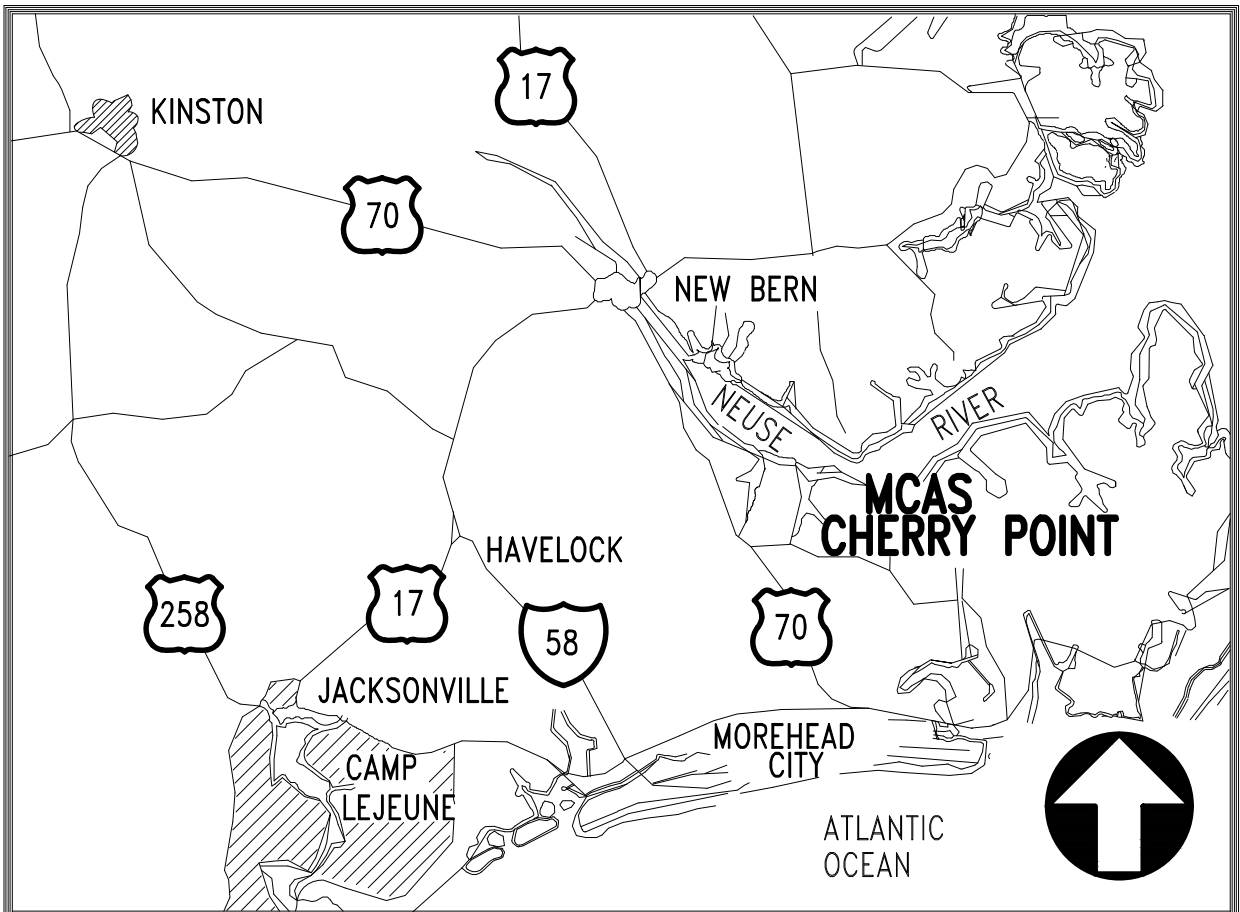 17
KINSTON
70
NEW BERN
NEUSE
RIVER
MCAS
CHERRY POINT
HAVELOCK
258
17
58
70
JACKSONVILLE
MOREHEAD
CITY
CAMP
LEJEUNE
ATLANTIC
OCEAN